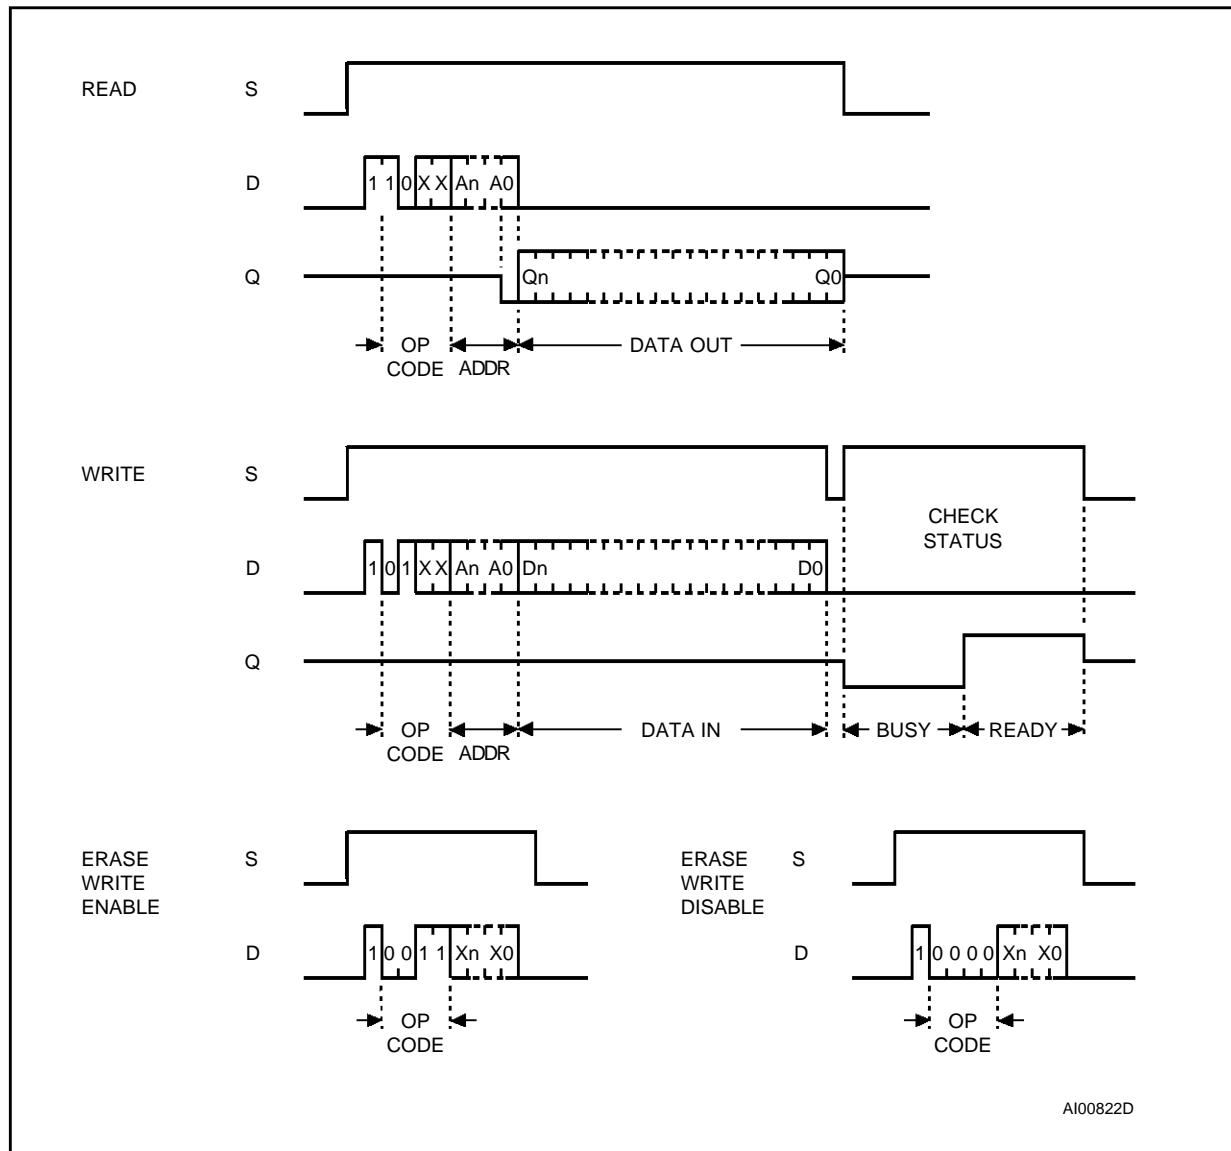 READ S
D 1 1 0 X X An A0
Q Qn Q0
OP CODE ADDR DATA OUT
WRITE S
CHECK STATUS
D 1 0 1 X X An A0 Dn D0
Q
OP CODE ADDR DATA IN BUSY READY
ERASE WRITE ENABLE S
D 1 0 0 1 1 Xn X0
OP CODE
ERASE WRITE DISABLE S
D 1 0 0 0 0 Xn X0
OP CODE
AI00822D